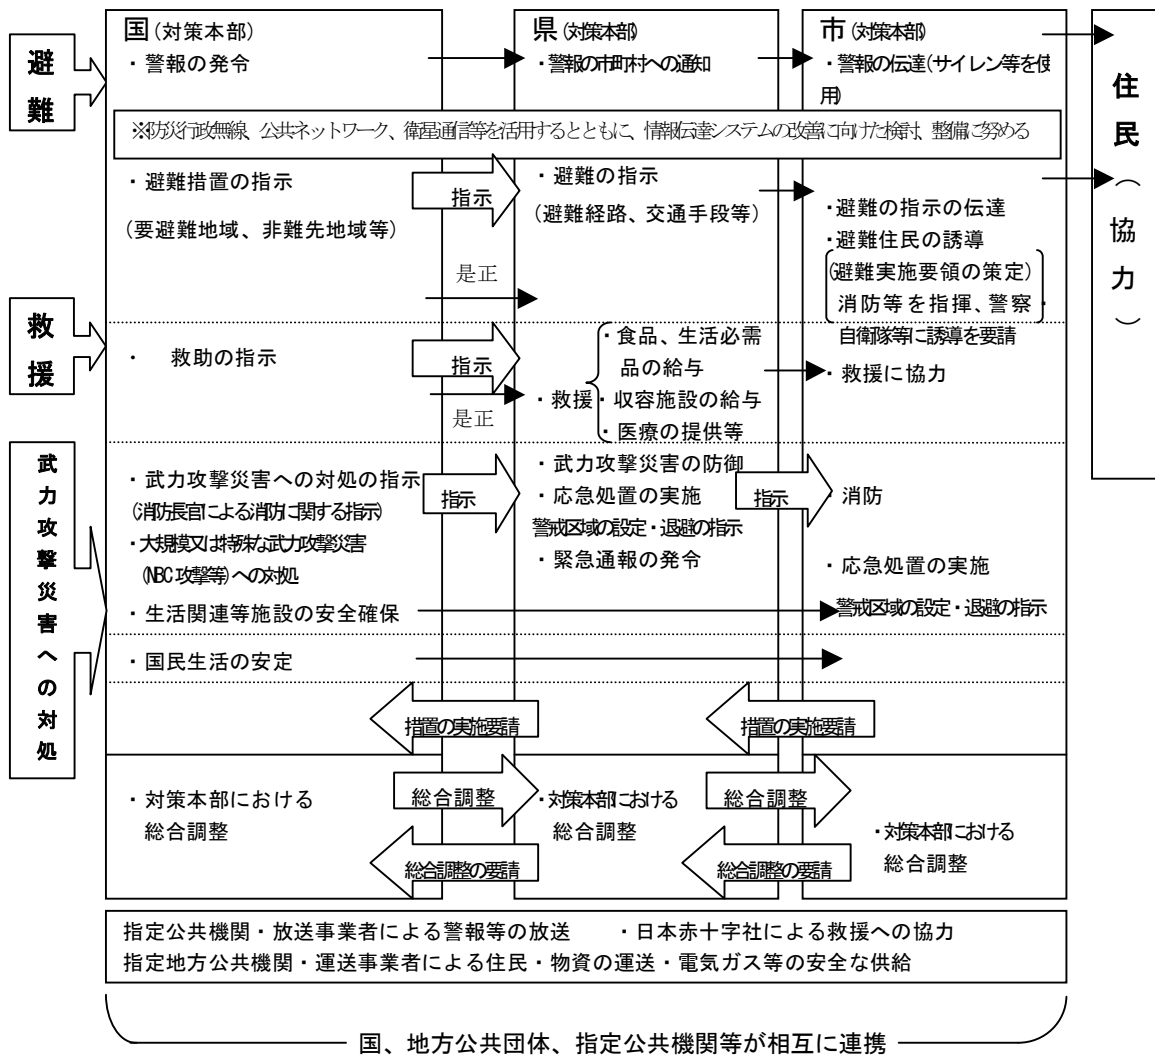 避難
救援
武力攻撃災害への対処
国(対策本部)
・警報の発令
県(対策本部)
・警報の市町村への通知
市(対策本部)
・警報の伝達(サイレン等を使
用)
※防災行政無線、公共ネットワーク、衛星通信等を活用するとともに、情報伝達システムの改善に向けた検討、整備に努める
・避難措置の指示
(要避難地域、非難先地域等)
指示
・避難の指示
(避難経路、交通手段等)
・避難の指示の伝達
・避難住民の誘導
(避難実施要領の策定)
消防等を指揮、警察・
自衛隊等に誘導を要請
是正
・ 救助の指示
指示
是正
・救援
・食品、生活必需
品の給与
・収容施設の給与
・医療の提供等
・救援に協力
・武力攻撃災害への対処の指示
(消防長官による消防に関する指示)
・大規模又は特殊な武力攻撃災害
(NBC攻撃等)への対処
・生活関連等施設の安全確保
指示
・武力攻撃災害の防御
・応急処置の実施
警戒区域の設定・退避の指示
・緊急通報の発令
指示
・消防
・応急処置の実施
警戒区域の設定・退避の指示
・国民生活の安定
措置の実施要請
措置の実施要請
・対策本部における
総合調整
総合調整
総合調整の要請
・対策本部における
総合調整
総合調整
総合調整の要請
・対策本部における
総合調整
住民(協力)
指定公共機関・放送事業者による警報等の放送 ・日本赤十字社による救援への協力
指定地方公共機関・運送事業者による住民・物資の運送・電気ガス等の安全な供給
国、地方公共団体、指定公共機関等が相互に連携